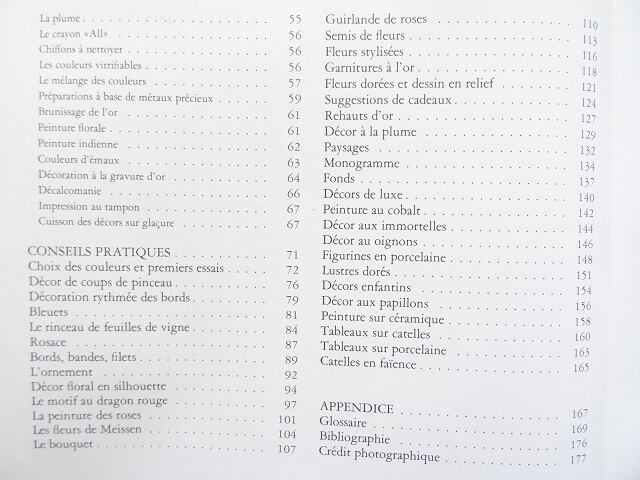 La plume . . . . . . . . . . . . . . 55
Le crayon «All» . . . . . . . . . . . . . . 56
Chiffons à nettoyer . . . . . . . . . . . . . . 56
Les couleurs vitrifiables . . . . . . . . . . . . . . 56
Le mélange des couleurs . . . . . . . . . . . . . . 57
Préparations à base de métaux précieux . . . . . . . 59
Brunissage de l'or . . . . . . . . . . . . . . 61
Peinture florale . . . . . . . . . . . . . . 61
Peinture indienne . . . . . . . . . . . . . . 62
Couleurs d'émaux . . . . . . . . . . . . . . 63
Décoration à la gravure d'or . . . . . . . . . . 64
Décalcomanie . . . . . . . . . . . . . . 66
Impression au tampon . . . . . . . . . . . . . . 67
Cuisson des décors sur glaçure . . . . . . . . . . 67
CONSEILS PRATIQUES . . . . . . . . . . 71
Choix des couleurs et premiers essais . . . . . 72
Décor de coups de pinceau . . . . . . . . . . 76
Décoration rythmée des bords . . . . . . . . 79
Bleuets . . . . . . . . . . . . . . 81
Le rinceau de feuilles de vigne . . . . . . . . 84
Rosace . . . . . . . . . . . . . . 87
Bords, bandes, filets . . . . . . . . . . . . 89
L'ornement . . . . . . . . . . . . . . 92
Décor floral en silhouette . . . . . . . . . . 94
Le motif au dragon rouge . . . . . . . . . . 97
La peinture des roses . . . . . . . . . . . . 101
Les fleurs de Meissen . . . . . . . . . . . . 104
Le bouquet . . . . . . . . . . . . . . 107
Guirlande de roses . . . . . . . . . . . . . . 110
Semis de fleurs . . . . . . . . . . . . . . 113
Fleurs stylisées . . . . . . . . . . . . . . 116
Garnitures à l'or . . . . . . . . . . . . . . 118
Fleurs dorées et dessin en relief . . . . . . . . 121
Suggestions de cadeaux . . . . . . . . . . . . 124
Rehauts d'or . . . . . . . . . . . . . . 127
Décor à la plume . . . . . . . . . . . . . . 129
Paysages . . . . . . . . . . . . . . 132
Monogramme . . . . . . . . . . . . . . 134
Fonds . . . . . . . . . . . . . . 137
Décors de luxe . . . . . . . . . . . . . . 140
Peinture au cobalt . . . . . . . . . . . . . . 142
Décor aux immortelles . . . . . . . . . . . . 144
Décor au oignons . . . . . . . . . . . . . . 146
Figurines en porcelaine . . . . . . . . . . . . 148
Lustres dorés . . . . . . . . . . . . . . 151
Décors enfantins . . . . . . . . . . . . . . 154
Décor aux papillons . . . . . . . . . . . . 156
Peinture sur céramique . . . . . . . . . . . . 158
Tableaux sur catelles . . . . . . . . . . . . 160
Tableaux sur porcelaine . . . . . . . . . . . . 163
Catelles en faïence . . . . . . . . . . . . . . 165
APPENDICE . . . . . . . . . . . . . . 167
Glossaire . . . . . . . . . . . . . . 169
Bibliographie . . . . . . . . . . . . . . 176
Crédit photographique . . . . . . . . . . . . 177